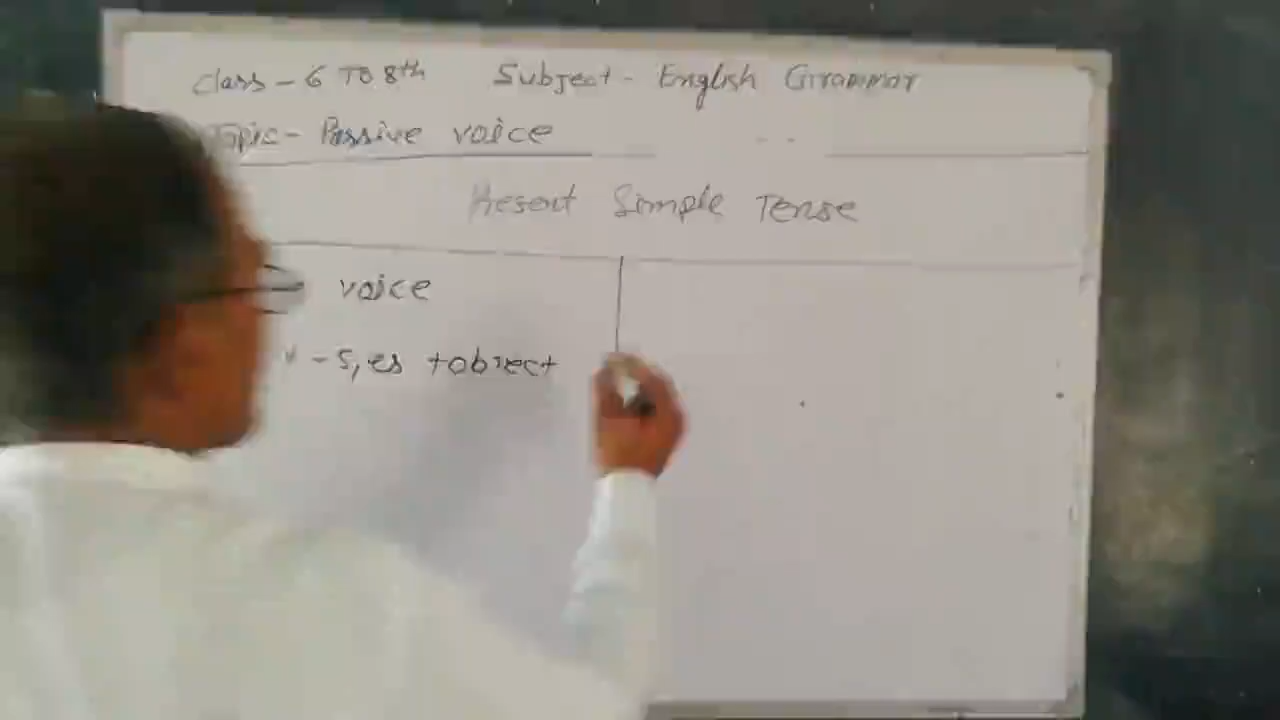 Class - 6 TO 8th Subject - English Grammar
Topic - Passive voice
Present Simple Tense
voice
v - s, es + object